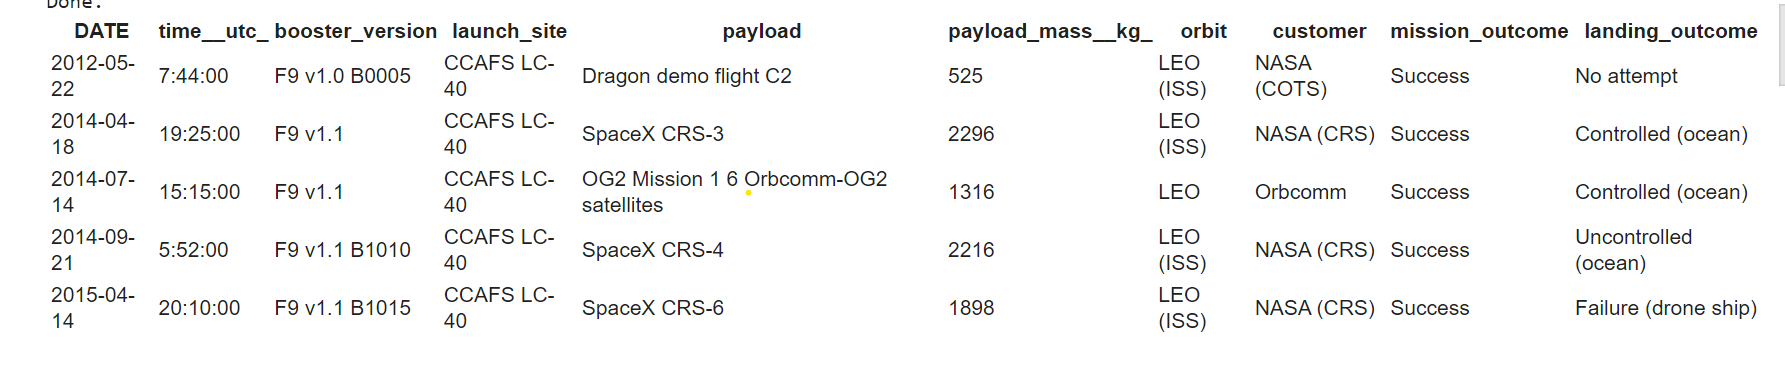 Done.
DATE time__utc_ booster_version launch_site payload payload_mass__kg_ orbit customer mission_outcome landing_outcome
2012-05-22 7:44:00 F9 v1.0 B0005 CCAFS LC-40 Dragon demo flight C2 525 LEO (ISS) NASA (COTS) Success No attempt
2014-04-18 19:25:00 F9 v1.1 CCAFS LC-40 SpaceX CRS-3 2296 LEO (ISS) NASA (CRS) Success Controlled (ocean)
2014-07-14 15:15:00 F9 v1.1 CCAFS LC-40 OG2 Mission 1 6 Orbcomm-OG2 satellites 1316 LEO Orbcomm Success Controlled (ocean)
2014-09-21 5:52:00 F9 v1.1 B1010 CCAFS LC-40 SpaceX CRS-4 2216 LEO (ISS) NASA (CRS) Success Uncontrolled (ocean)
2015-04-14 20:10:00 F9 v1.1 B1015 CCAFS LC-40 SpaceX CRS-6 1898 LEO (ISS) NASA (CRS) Success Failure (drone ship)